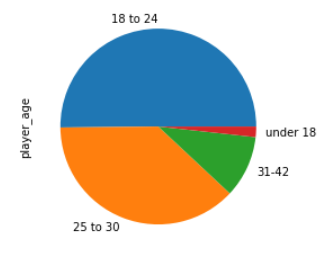 18 to 24
player_age
under 18
31-42
25 to 30